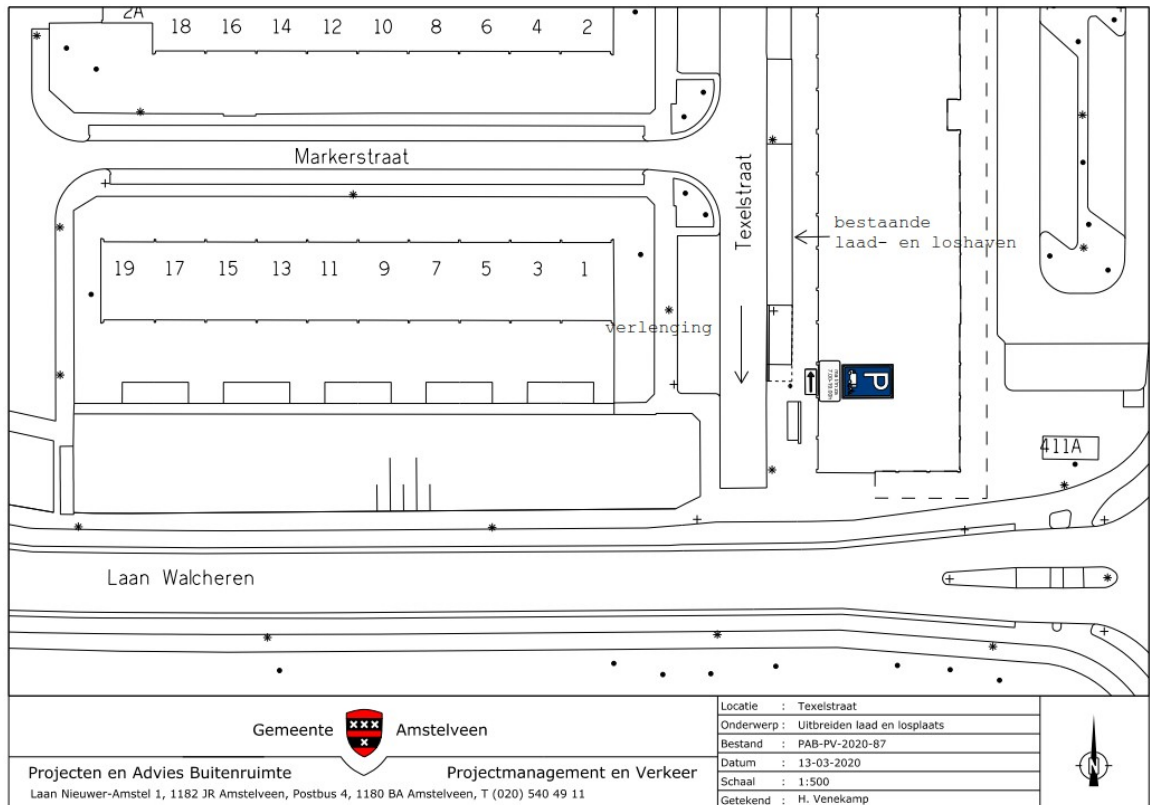 2A
18 16 14 12 10 8 6 4 2
Markerstraat
Texelstraat
bestaande
laad- en loshaven
19 17 15 13 11 9 7 5 3 1
verlenging
P
411A
Laan Walcheren
Gemeente Amstelveen
Projecten en Advies Buitenruimte
Projectmanagement en Verkeer
Laan Nieuwer-Amstel 1, 1182 JR Amstelveen, Postbus 4, 1180 BA Amstelveen, T (020) 540 49 11
Locatie : Texelstraat
Onderwerp : Uitbreiden laad en losplaats
Bestand : PAB-PV-2020-87
Datum : 13-03-2020
Schaal : 1:500
Getekend : H. Venekamp
N